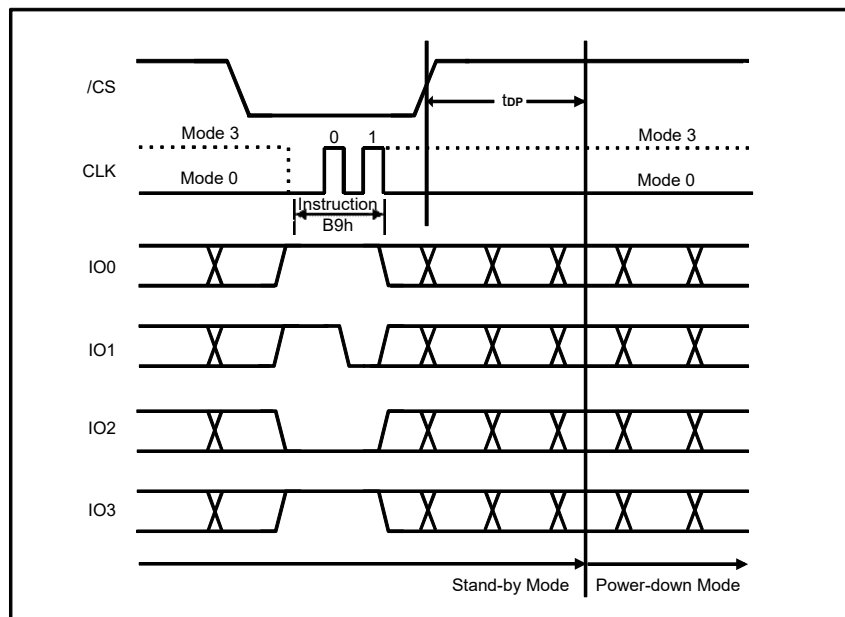 /CS
tDP
Mode 3
0 1
Mode 3
CLK
Mode 0
Mode 0
Instruction
B9h
IO0
IO1
IO2
IO3
Stand-by Mode
Power-down Mode